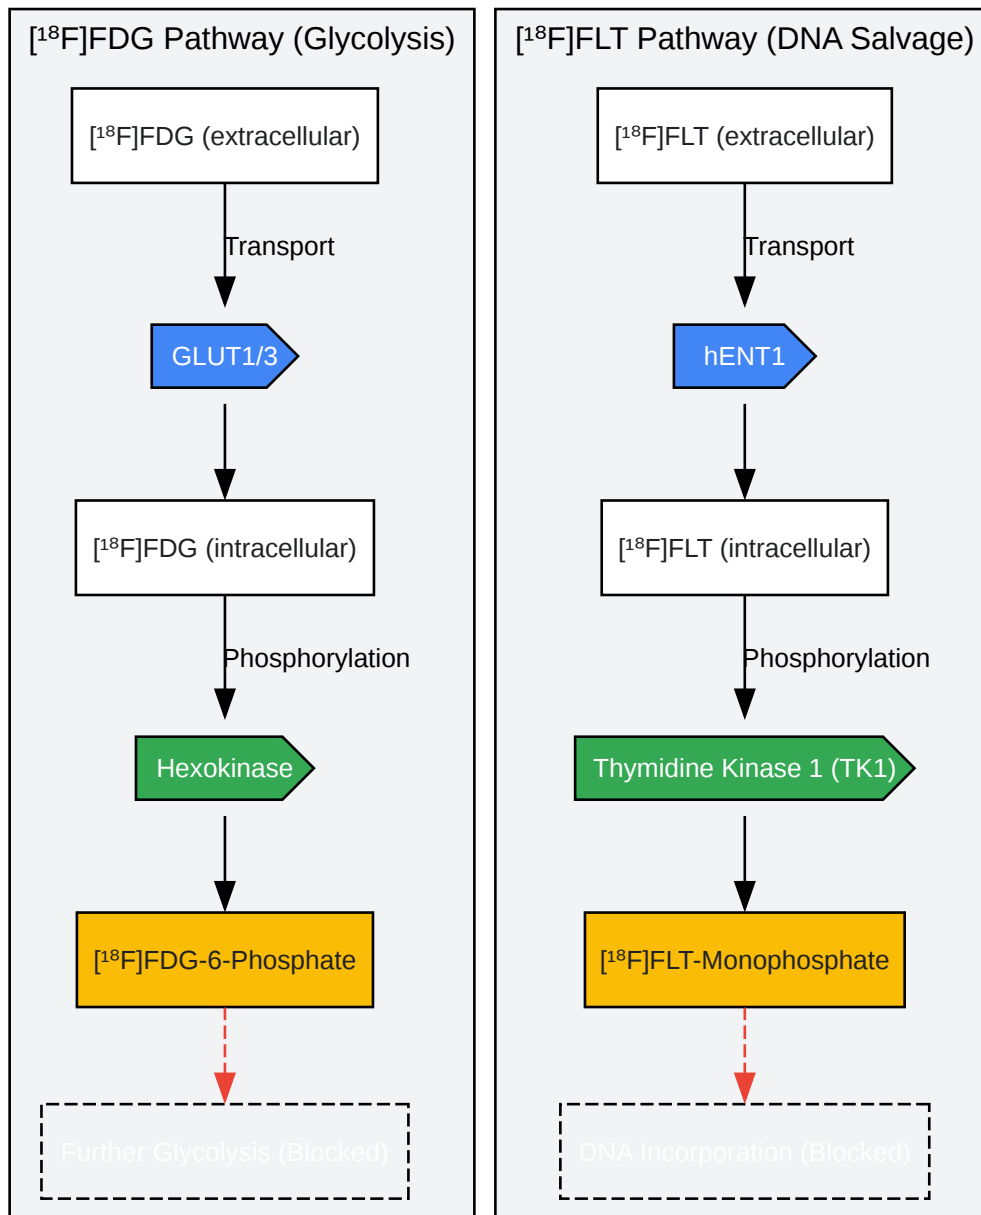 [¹⁸F]FDG Pathway (Glycolysis)
[¹⁸F]FDG (extracellular)
Transport
GLUT1/3
[¹⁸F]FDG (intracellular)
Phosphorylation
Hexokinase
[¹⁸F]FDG-6-Phosphate
Further Glycolysis (Blocked)
[¹⁸F]FLT Pathway (DNA Salvage)
[¹⁸F]FLT (extracellular)
Transport
hENT1
[¹⁸F]FLT (intracellular)
Phosphorylation
Thymidine Kinase 1 (TK1)
[¹⁸F]FLT-Monophosphate
DNA Incorporation (Blocked)